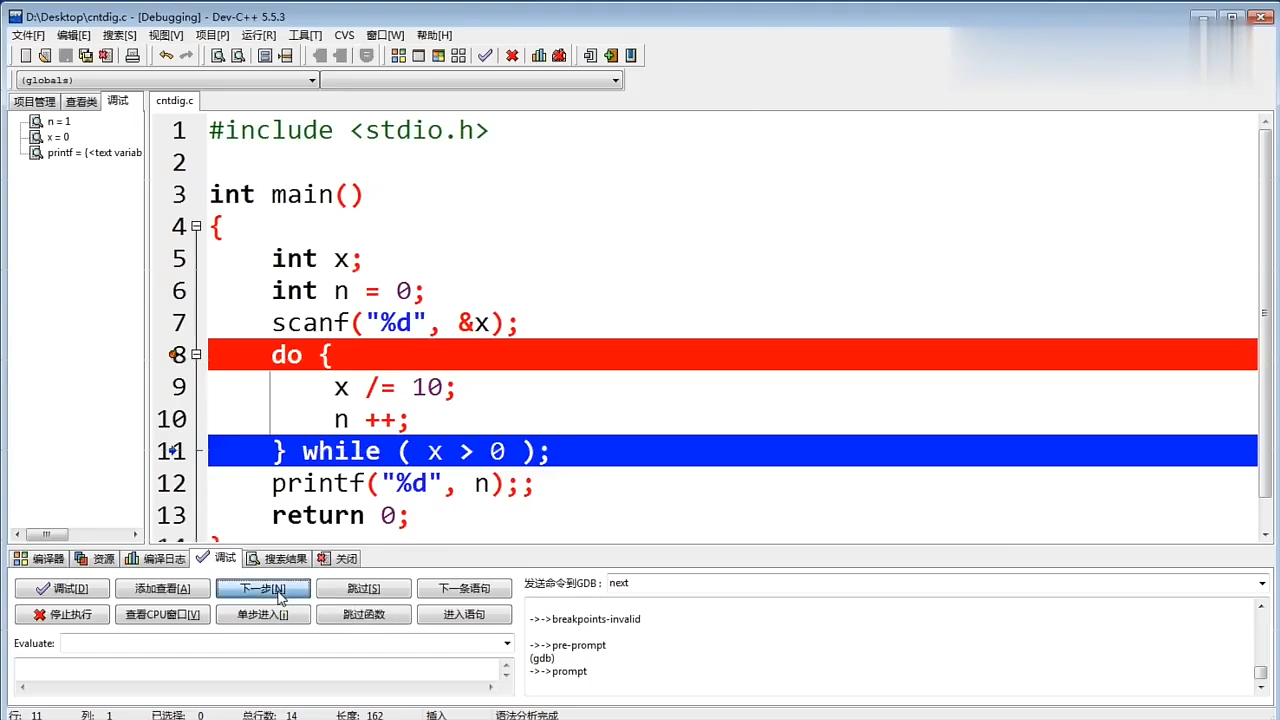 D:\Desktop\cntdig.c - [Debugging] - Dev-C++ 5.5.3
文件[F] 编辑[E] 搜索[S] 视图[V] 项目[P] 运行[R] 工具[T] CVS 窗口[W] 帮助[H]
(globals)
项目管理 查看类 调试 cntdig.c
n = 1
x = 0
printf = {<text variab
1 #include <stdio.h>
2
3 int main()
4 {
5 int x;
6 int n = 0;
7 scanf("%d", &x);
8 do {
9 x /= 10;
10 n ++;
11 } while ( x > 0 );
12 printf("%d", n);;
13 return 0;
14 }
编译器 资源 编译日志 调试 搜索结果 关闭
调试[D] 添加查看[A] 下一步[N] 跳过[S] 下一条语句
停止执行 查看CPU窗口[V] 单步进入[i] 跳过函数 进入语句
Evaluate:
发送命令到GDB: next
->->breakpoints-invalid
->->pre-prompt
(gdb)
->->prompt
行: 11 列: 1 已选择: 0 总行数: 14 长度: 162 插入 语法分析完成